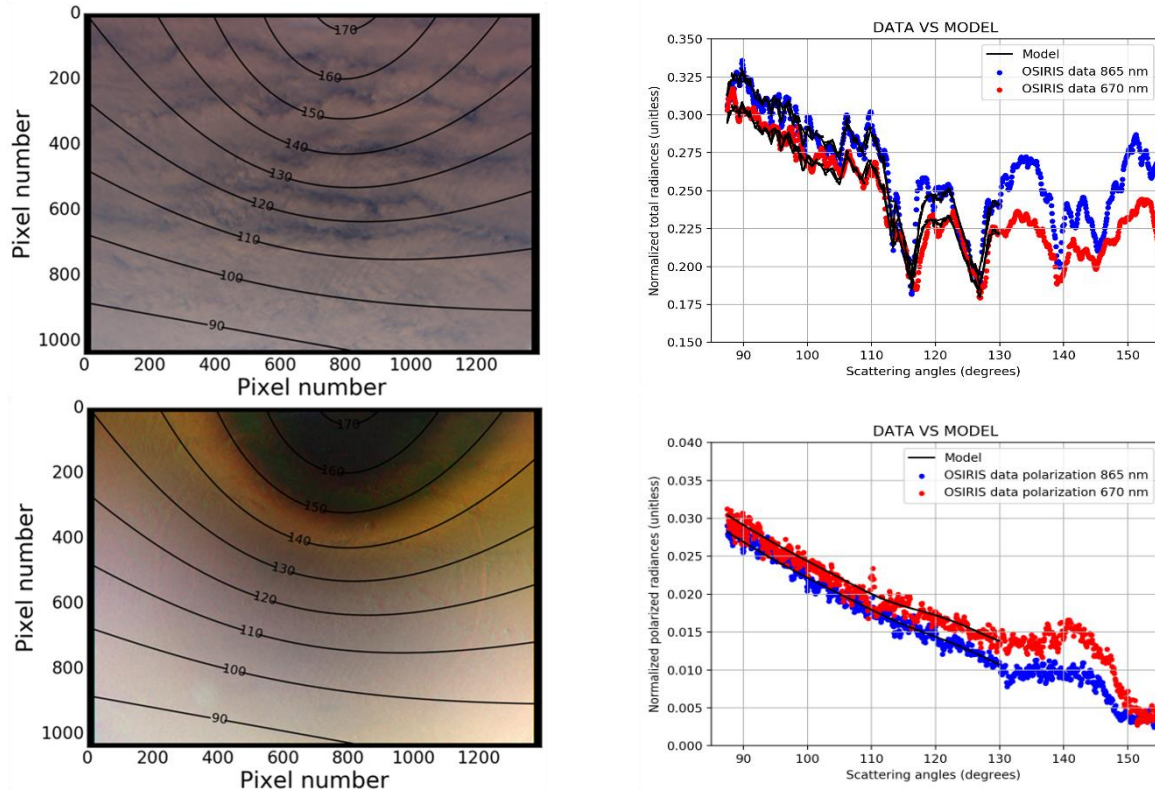 0
200
400
600
800
1000
Pixel number
170
160
150
140
130
120
110
100
90
0 200 400 600 800 1000 1200
Pixel number
DATA VS MODEL
Model
OSIRIS data 865 nm
OSIRIS data 670 nm
Normalized total radiances (unitless)
0.350
0.325
0.300
0.275
0.250
0.225
0.200
0.175
0.150
90 100 110 120 130 140 150
Scattering angles (degrees)
0
200
400
600
800
1000
Pixel number
170
160
150
140
130
120
110
100
90
0 200 400 600 800 1000 1200
Pixel number
DATA VS MODEL
Model
OSIRIS data polarization 865 nm
OSIRIS data polarization 670 nm
Normalized polarized radiances (unitless)
0.040
0.035
0.030
0.025
0.020
0.015
0.010
0.005
0.000
90 100 110 120 130 140 150
Scattering angles (degrees)